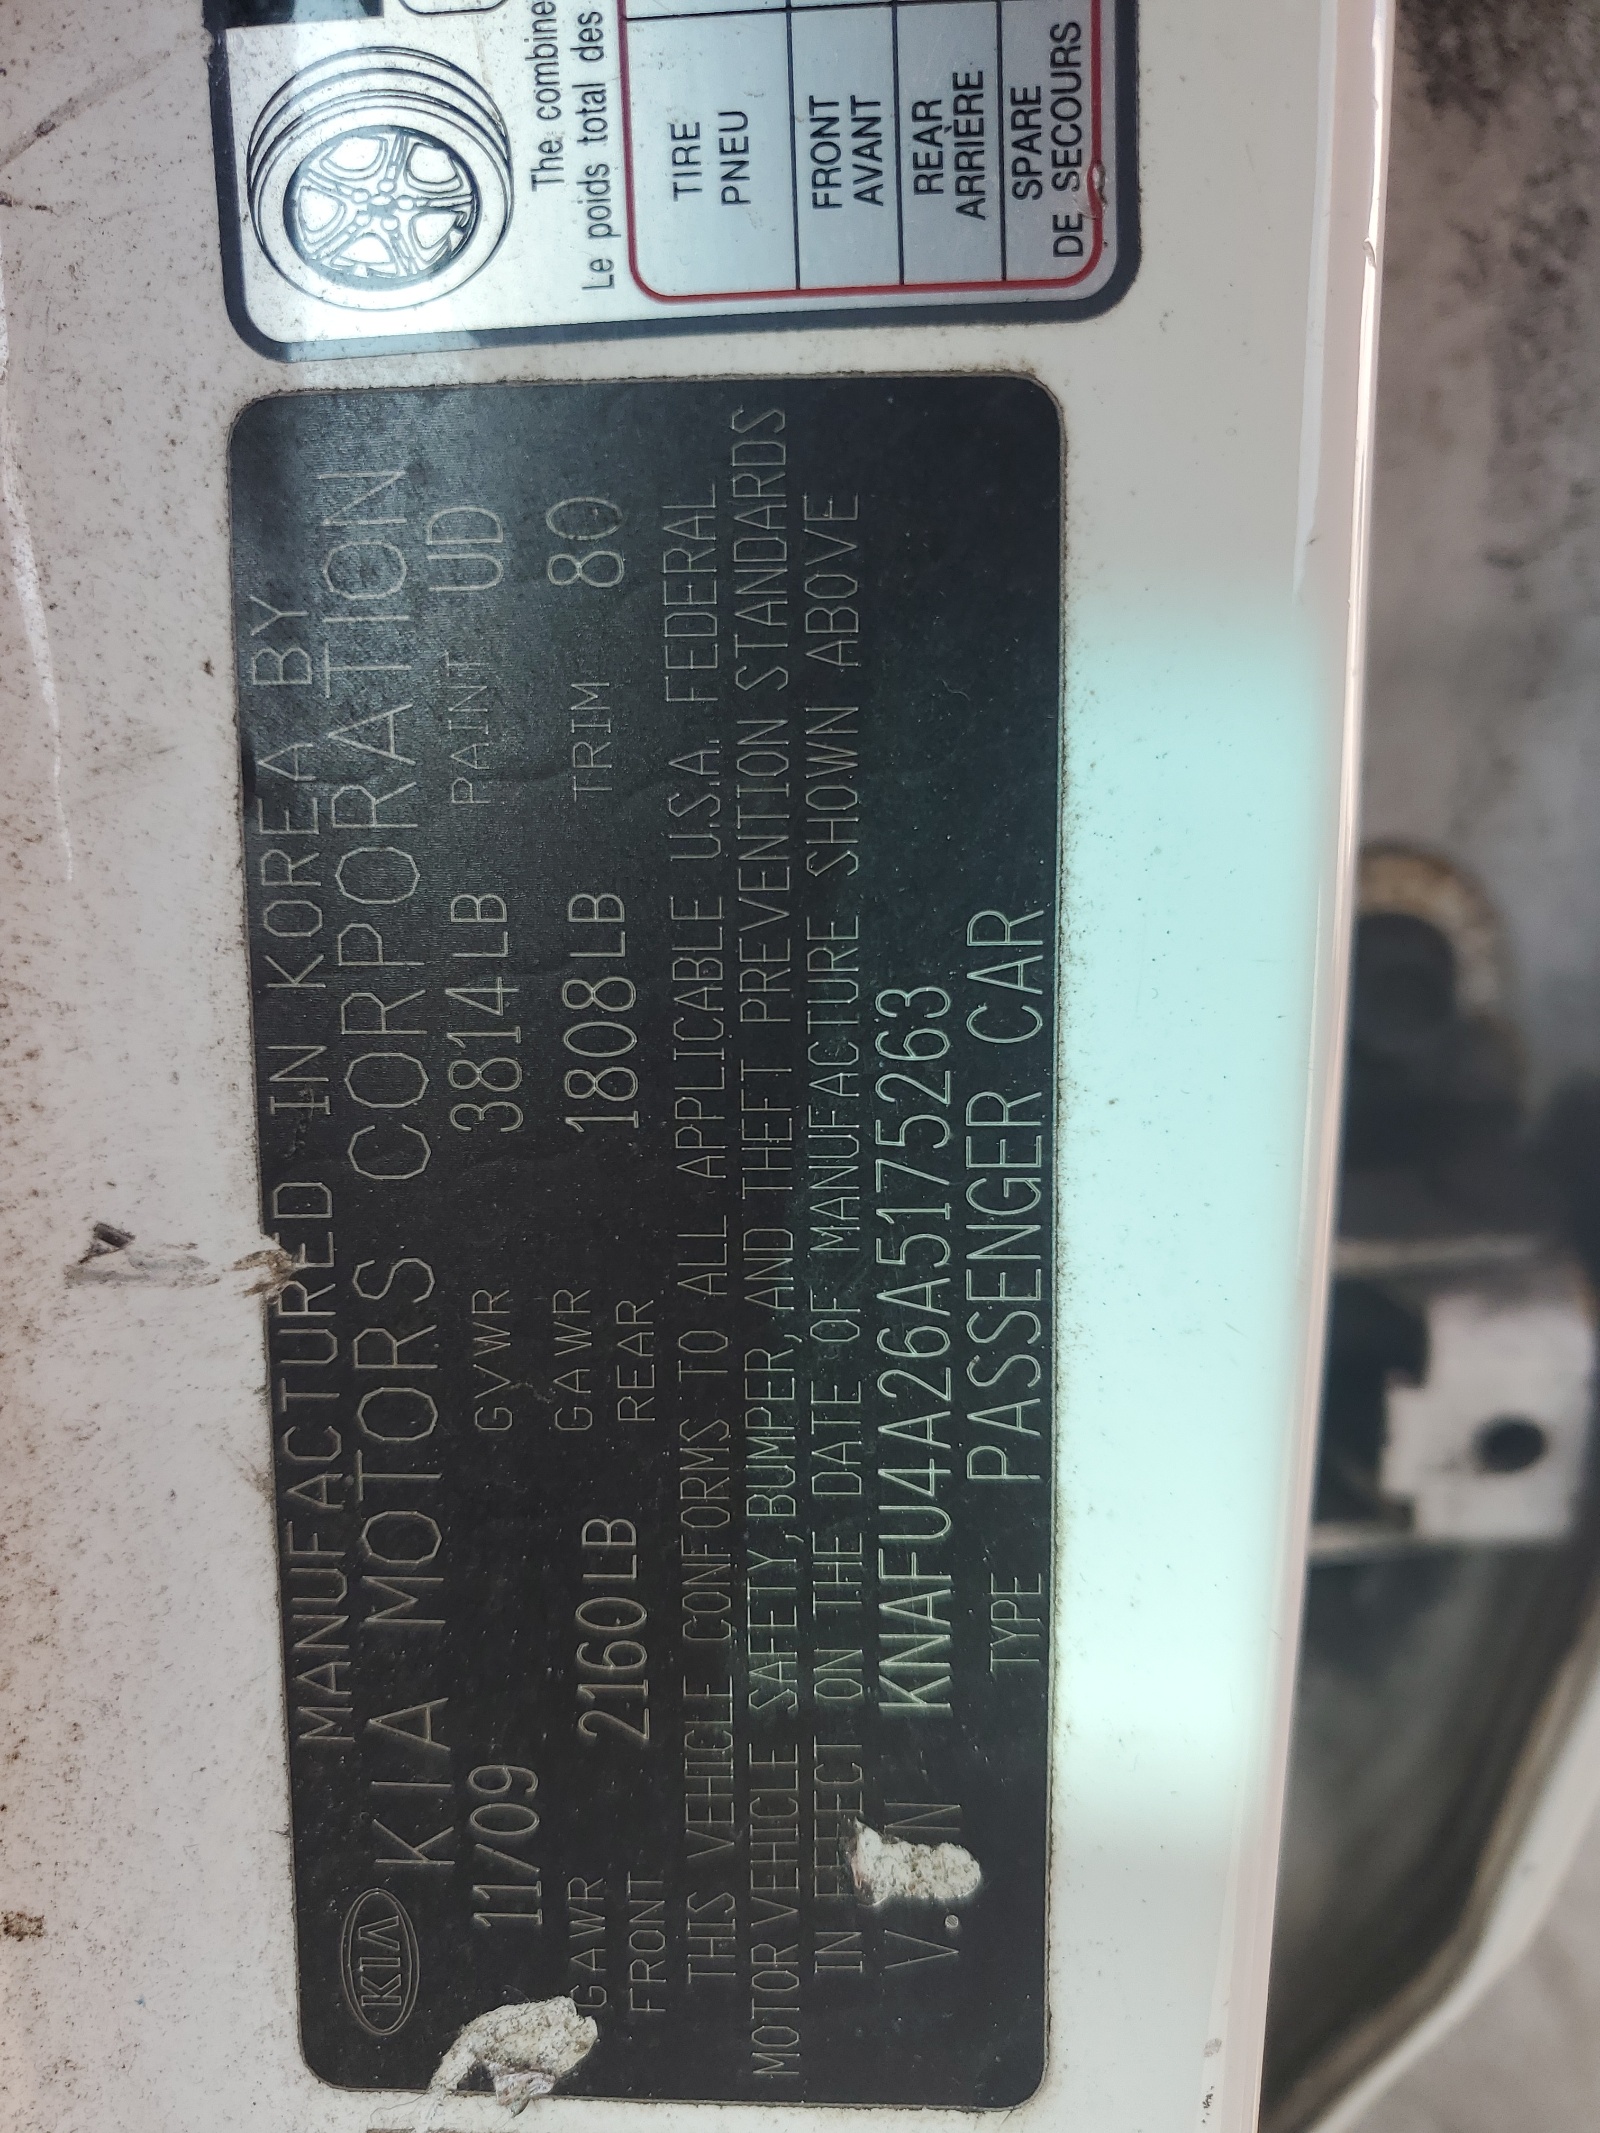 MANUFACTURED IN KOREA BY
KIA KIA MOTORS CORPORATION
11/09 GVWR 3814LB PAINT UD
GAWR FRONT 2160LB GAWR REAR 1808LB TRIM 80
THIS VEHICLE CONFORMS TO ALL APPLICABLE U.S.A. FEDERAL
MOTOR VEHICLE SAFETY,BUMPER, AND THEFT PREVENTION STANDARDS
IN EFFECT ON THE DATE OF MANUFACTURE SHOWN ABOVE
V. N KNAFU4A26A5175263
TYPE PASSENGER CAR
The combine
Le poids total des
TIRE
PNEU
FRONT
AVANT
REAR
ARRIÈRE
SPARE
DE SECOURS